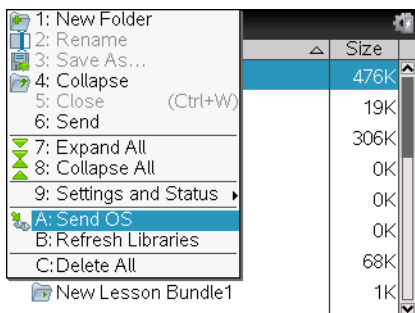 1: New Folder
2: Rename
3: Save As...
4: Collapse
5: Close (Ctrl+W)
6: Send
7: Expand All
8: Collapse All
9: Settings and Status
A: Send OS
B: Refresh Libraries
C: Delete All
New Lesson Bundle1
Size
476K
19K
306K
0K
0K
0K
68K
1K